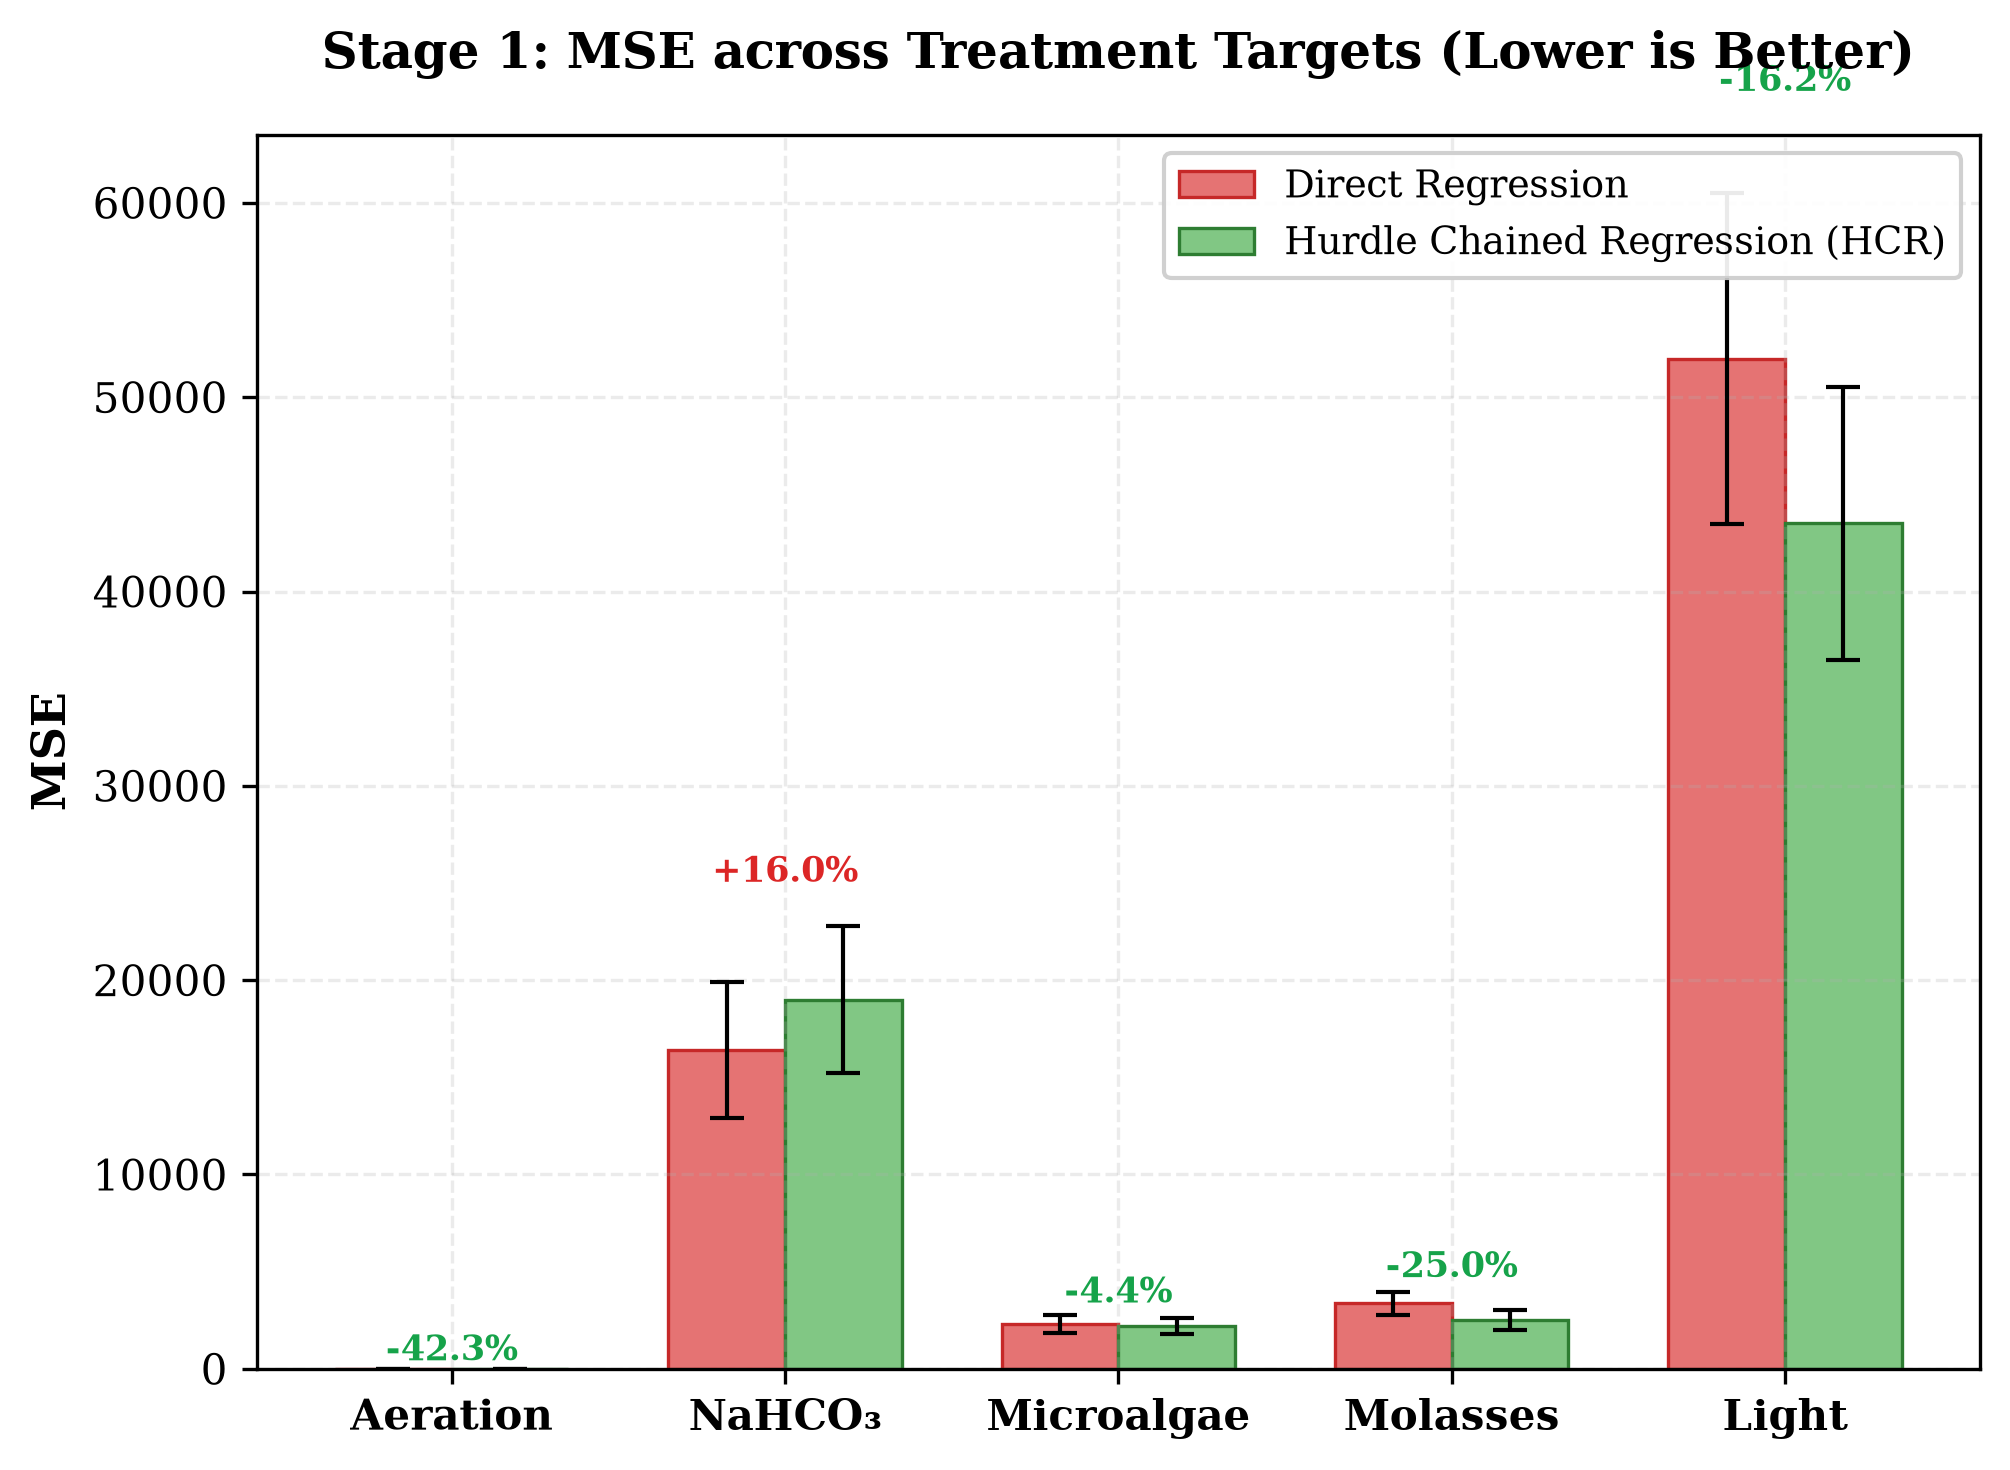 Stage 1: MSE across Treatment Targets (Lower is Better)
-16.2%
Direct Regression
Hurdle Chained Regression (HCR)
60000
50000
40000
30000
20000
10000
0
MSE
+16.0%
-25.0%
-4.4%
-42.3%
Aeration
NaHCO₃
Microalgae
Molasses
Light